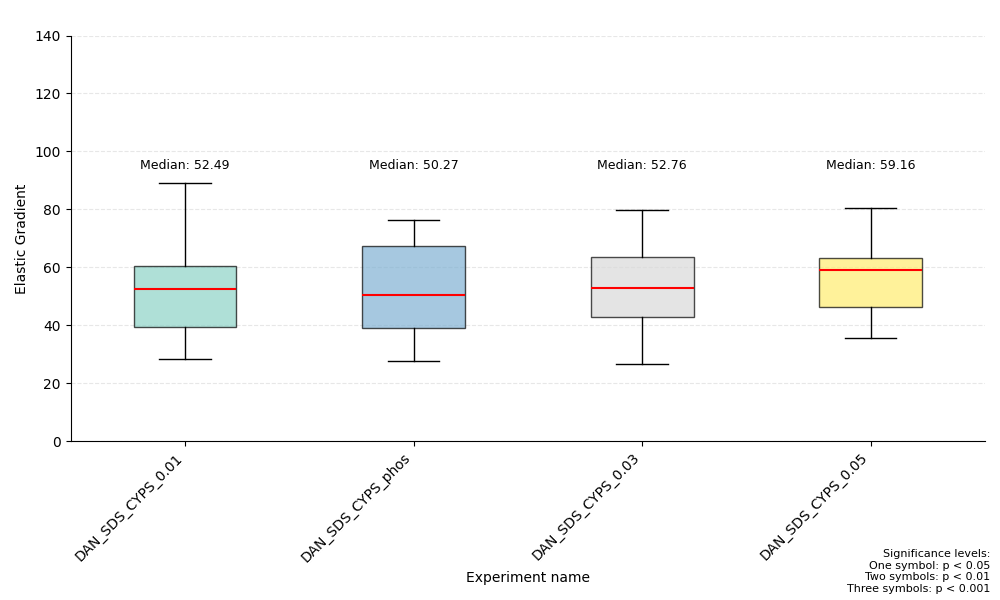 140
120
100
80
60
40
20
0
Elastic Gradient
Median: 52.49
Median: 50.27
Median: 52.76
Median: 59.16
DAN_SDS_CYPS_0.01
DAN_SDS_CYPS_phos
DAN_SDS_CYPS_0.03
DAN_SDS_CYPS_0.05
Experiment name
Significance levels:
One symbol: p < 0.05
Two symbols: p < 0.01
Three symbols: p < 0.001